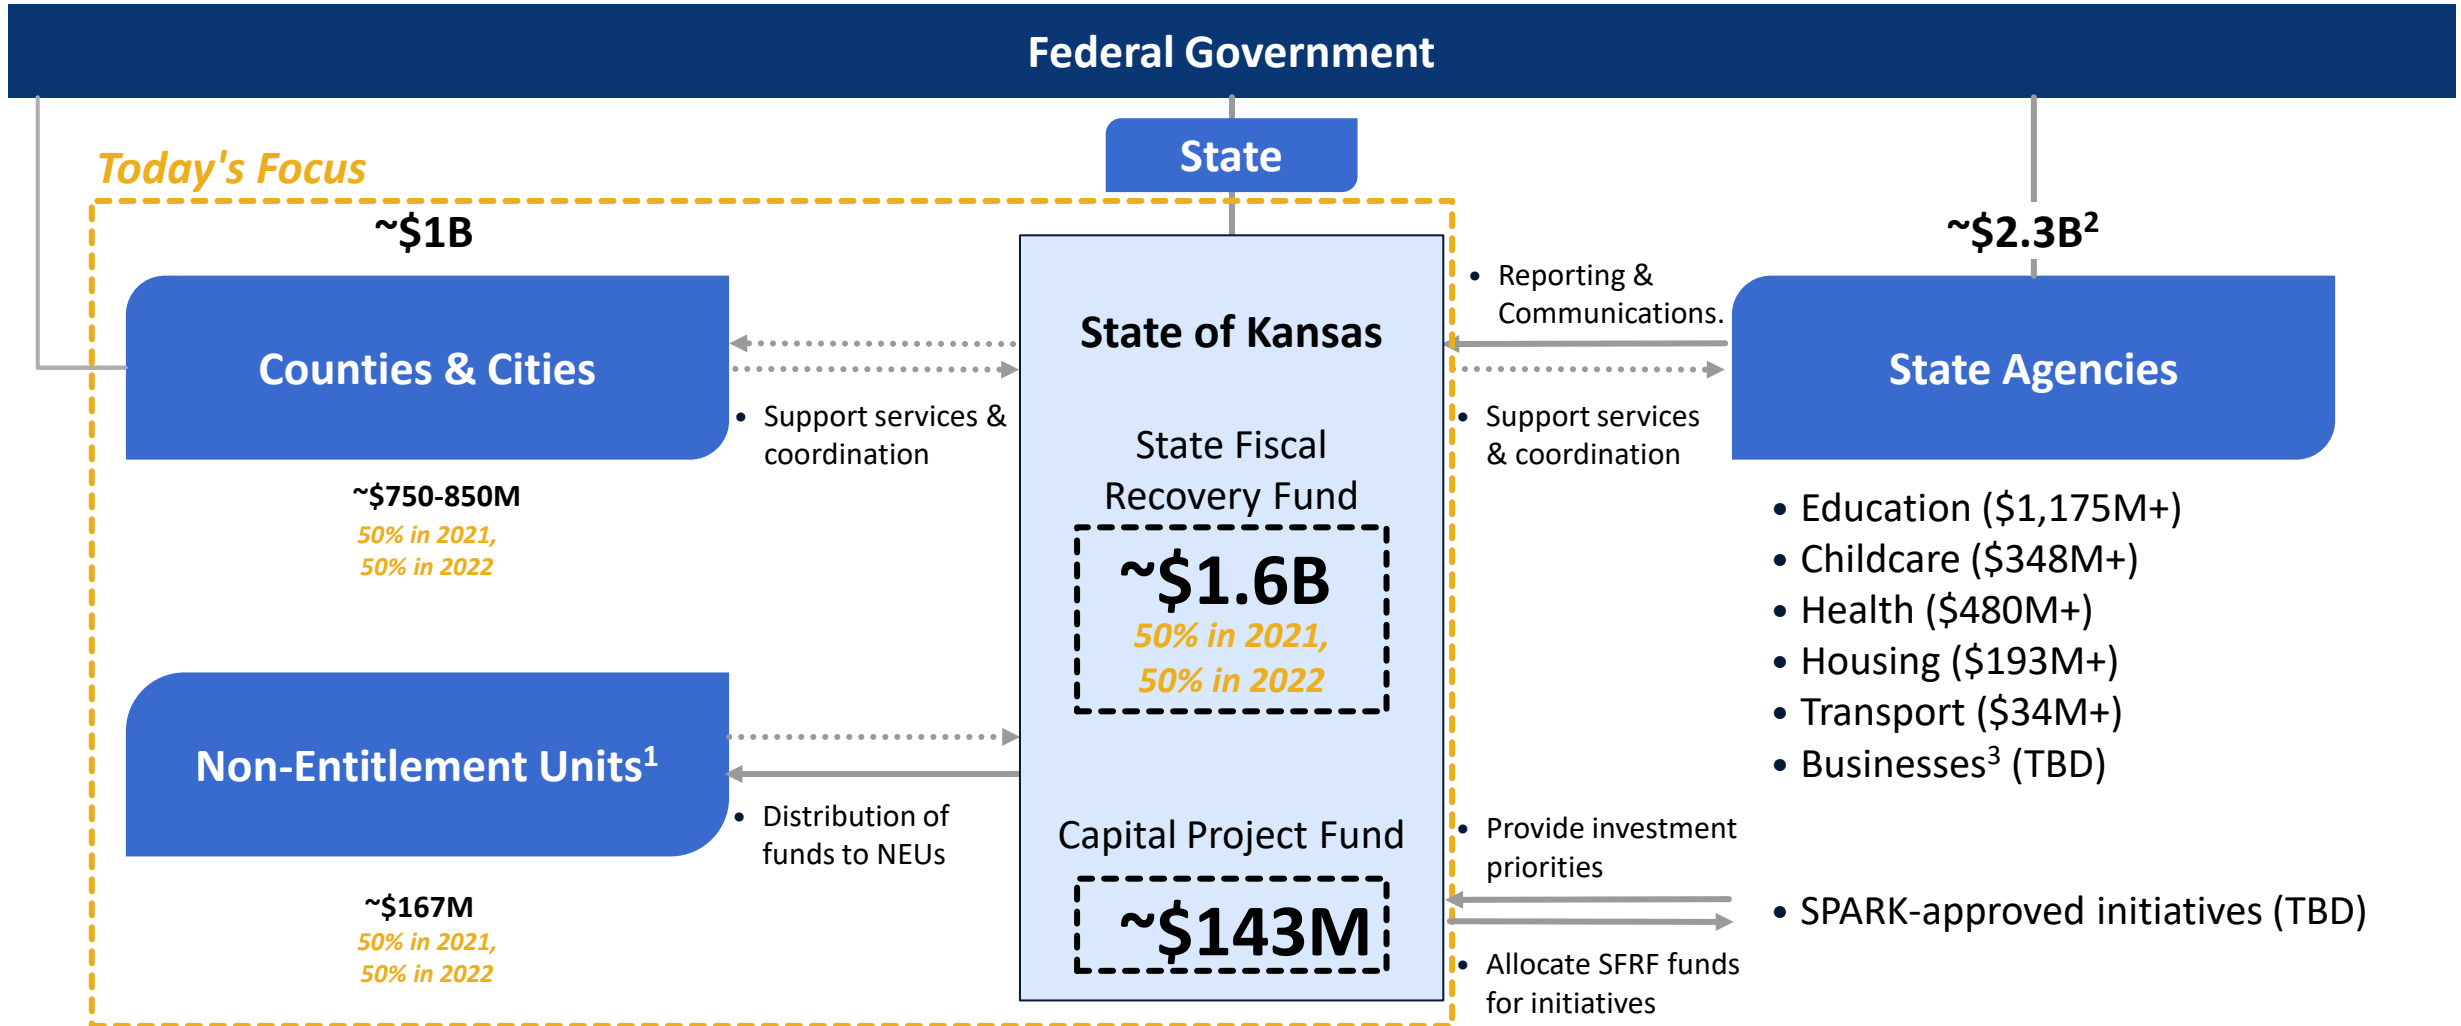 Federal Government
State
Today's Focus
~$1B
Counties & Cities
~$750-850M
50% in 2021,
50% in 2022
• Support services &
coordination
Non-Entitlement Units¹
~$167M
50% in 2021,
50% in 2022
• Distribution of
funds to NEUs
State of Kansas
State Fiscal
Recovery Fund
~$1.6B
50% in 2021,
50% in 2022
Capital Project Fund
~$143M
• Reporting &
Communications.
• Support services
& coordination
~$2.3B²
State Agencies
• Education ($1,175M+)
• Childcare ($348M+)
• Health ($480M+)
• Housing ($193M+)
• Transport ($34M+)
• Businesses³ (TBD)
• Provide investment
priorities
• SPARK-approved initiatives (TBD)
• Allocate SFRF funds
for initiatives